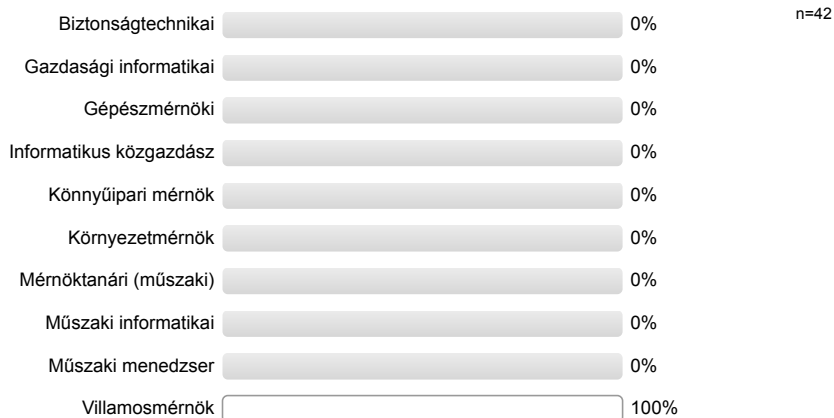 n=42
Biztonságtechnikai 0%
Gazdasági informatikai 0%
Gépészmérnöki 0%
Informatikus közgazdász 0%
Könnyűipari mérnök 0%
Környezetmérnök 0%
Mérnöktanári (műszaki) 0%
Műszaki informatikai 0%
Műszaki menedzser 0%
Villamosmérnök 100%